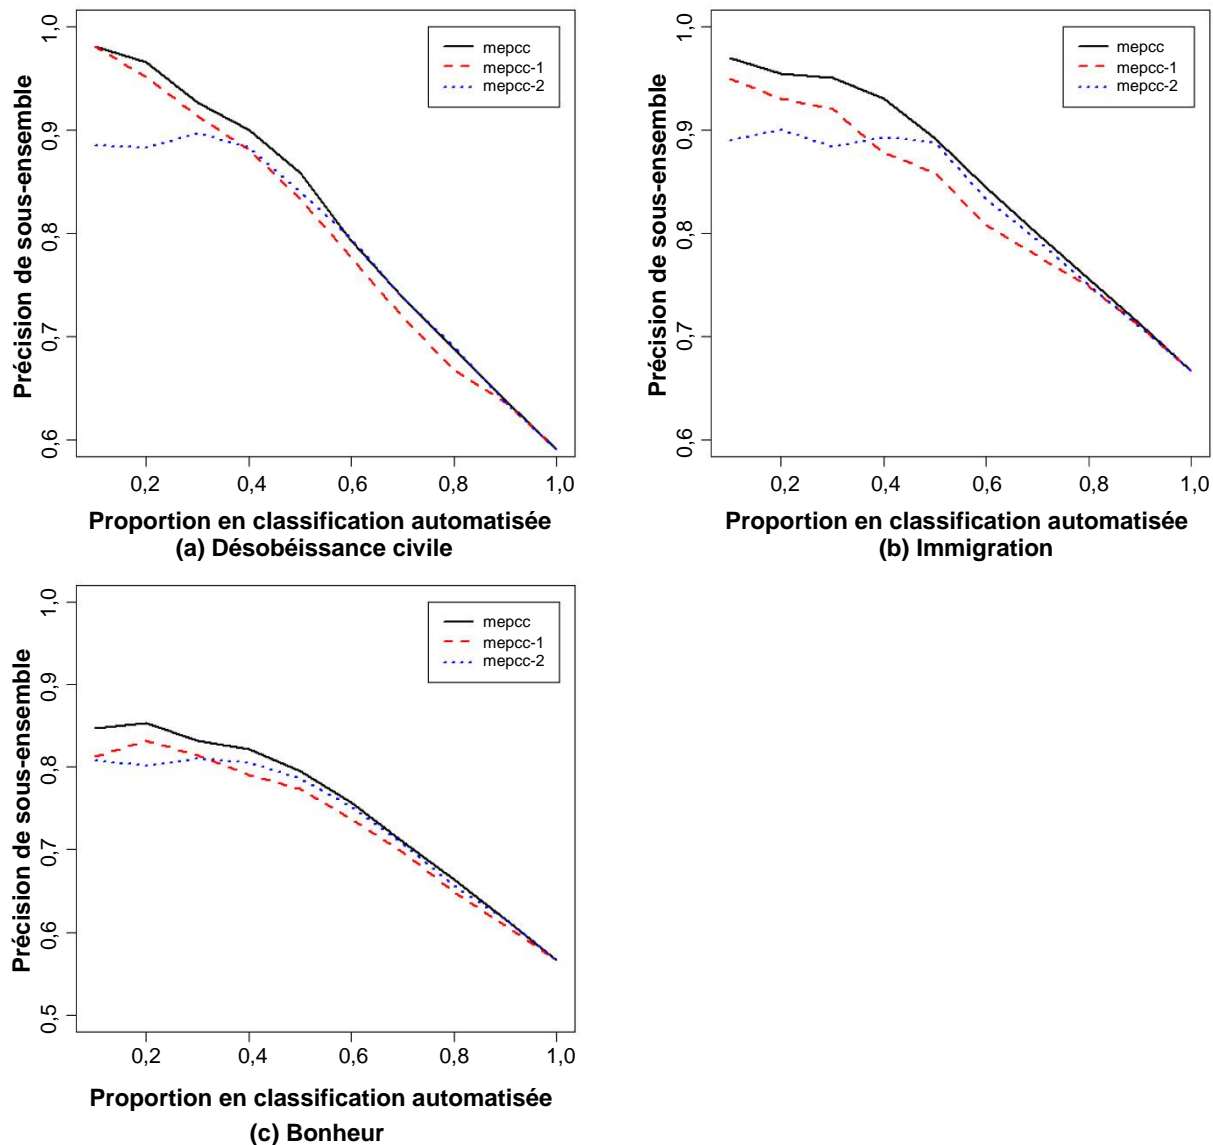 1,0
0,9
0,8
0,7
0,6
Précision de sous-ensemble
mepcc
mepcc-1
mepcc-2
0,2 0,4 0,6 0,8 1,0
Proportion en classification automatisée
(a) Désobéissance civile
1,0
0,9
0,8
0,7
0,6
Précision de sous-ensemble
mepcc
mepcc-1
mepcc-2
0,2 0,4 0,6 0,8 1,0
Proportion en classification automatisée
(b) Immigration
1,0
0,9
0,8
0,7
0,6
0,5
Précision de sous-ensemble
mepcc
mepcc-1
mepcc-2
0,2 0,4 0,6 0,8 1,0
Proportion en classification automatisée
(c) Bonheur